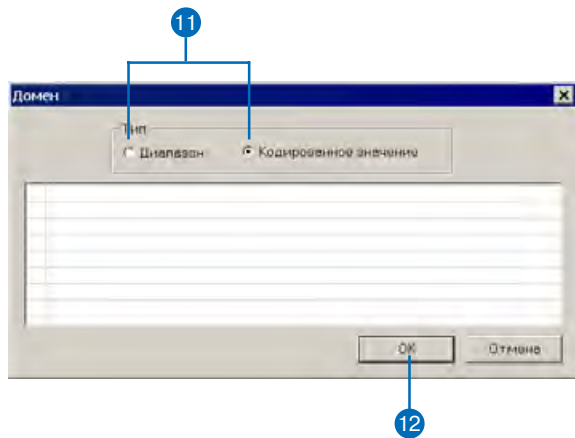 11
Домен
Тип
Диапазон Кодированное значение
OK Отмена
12